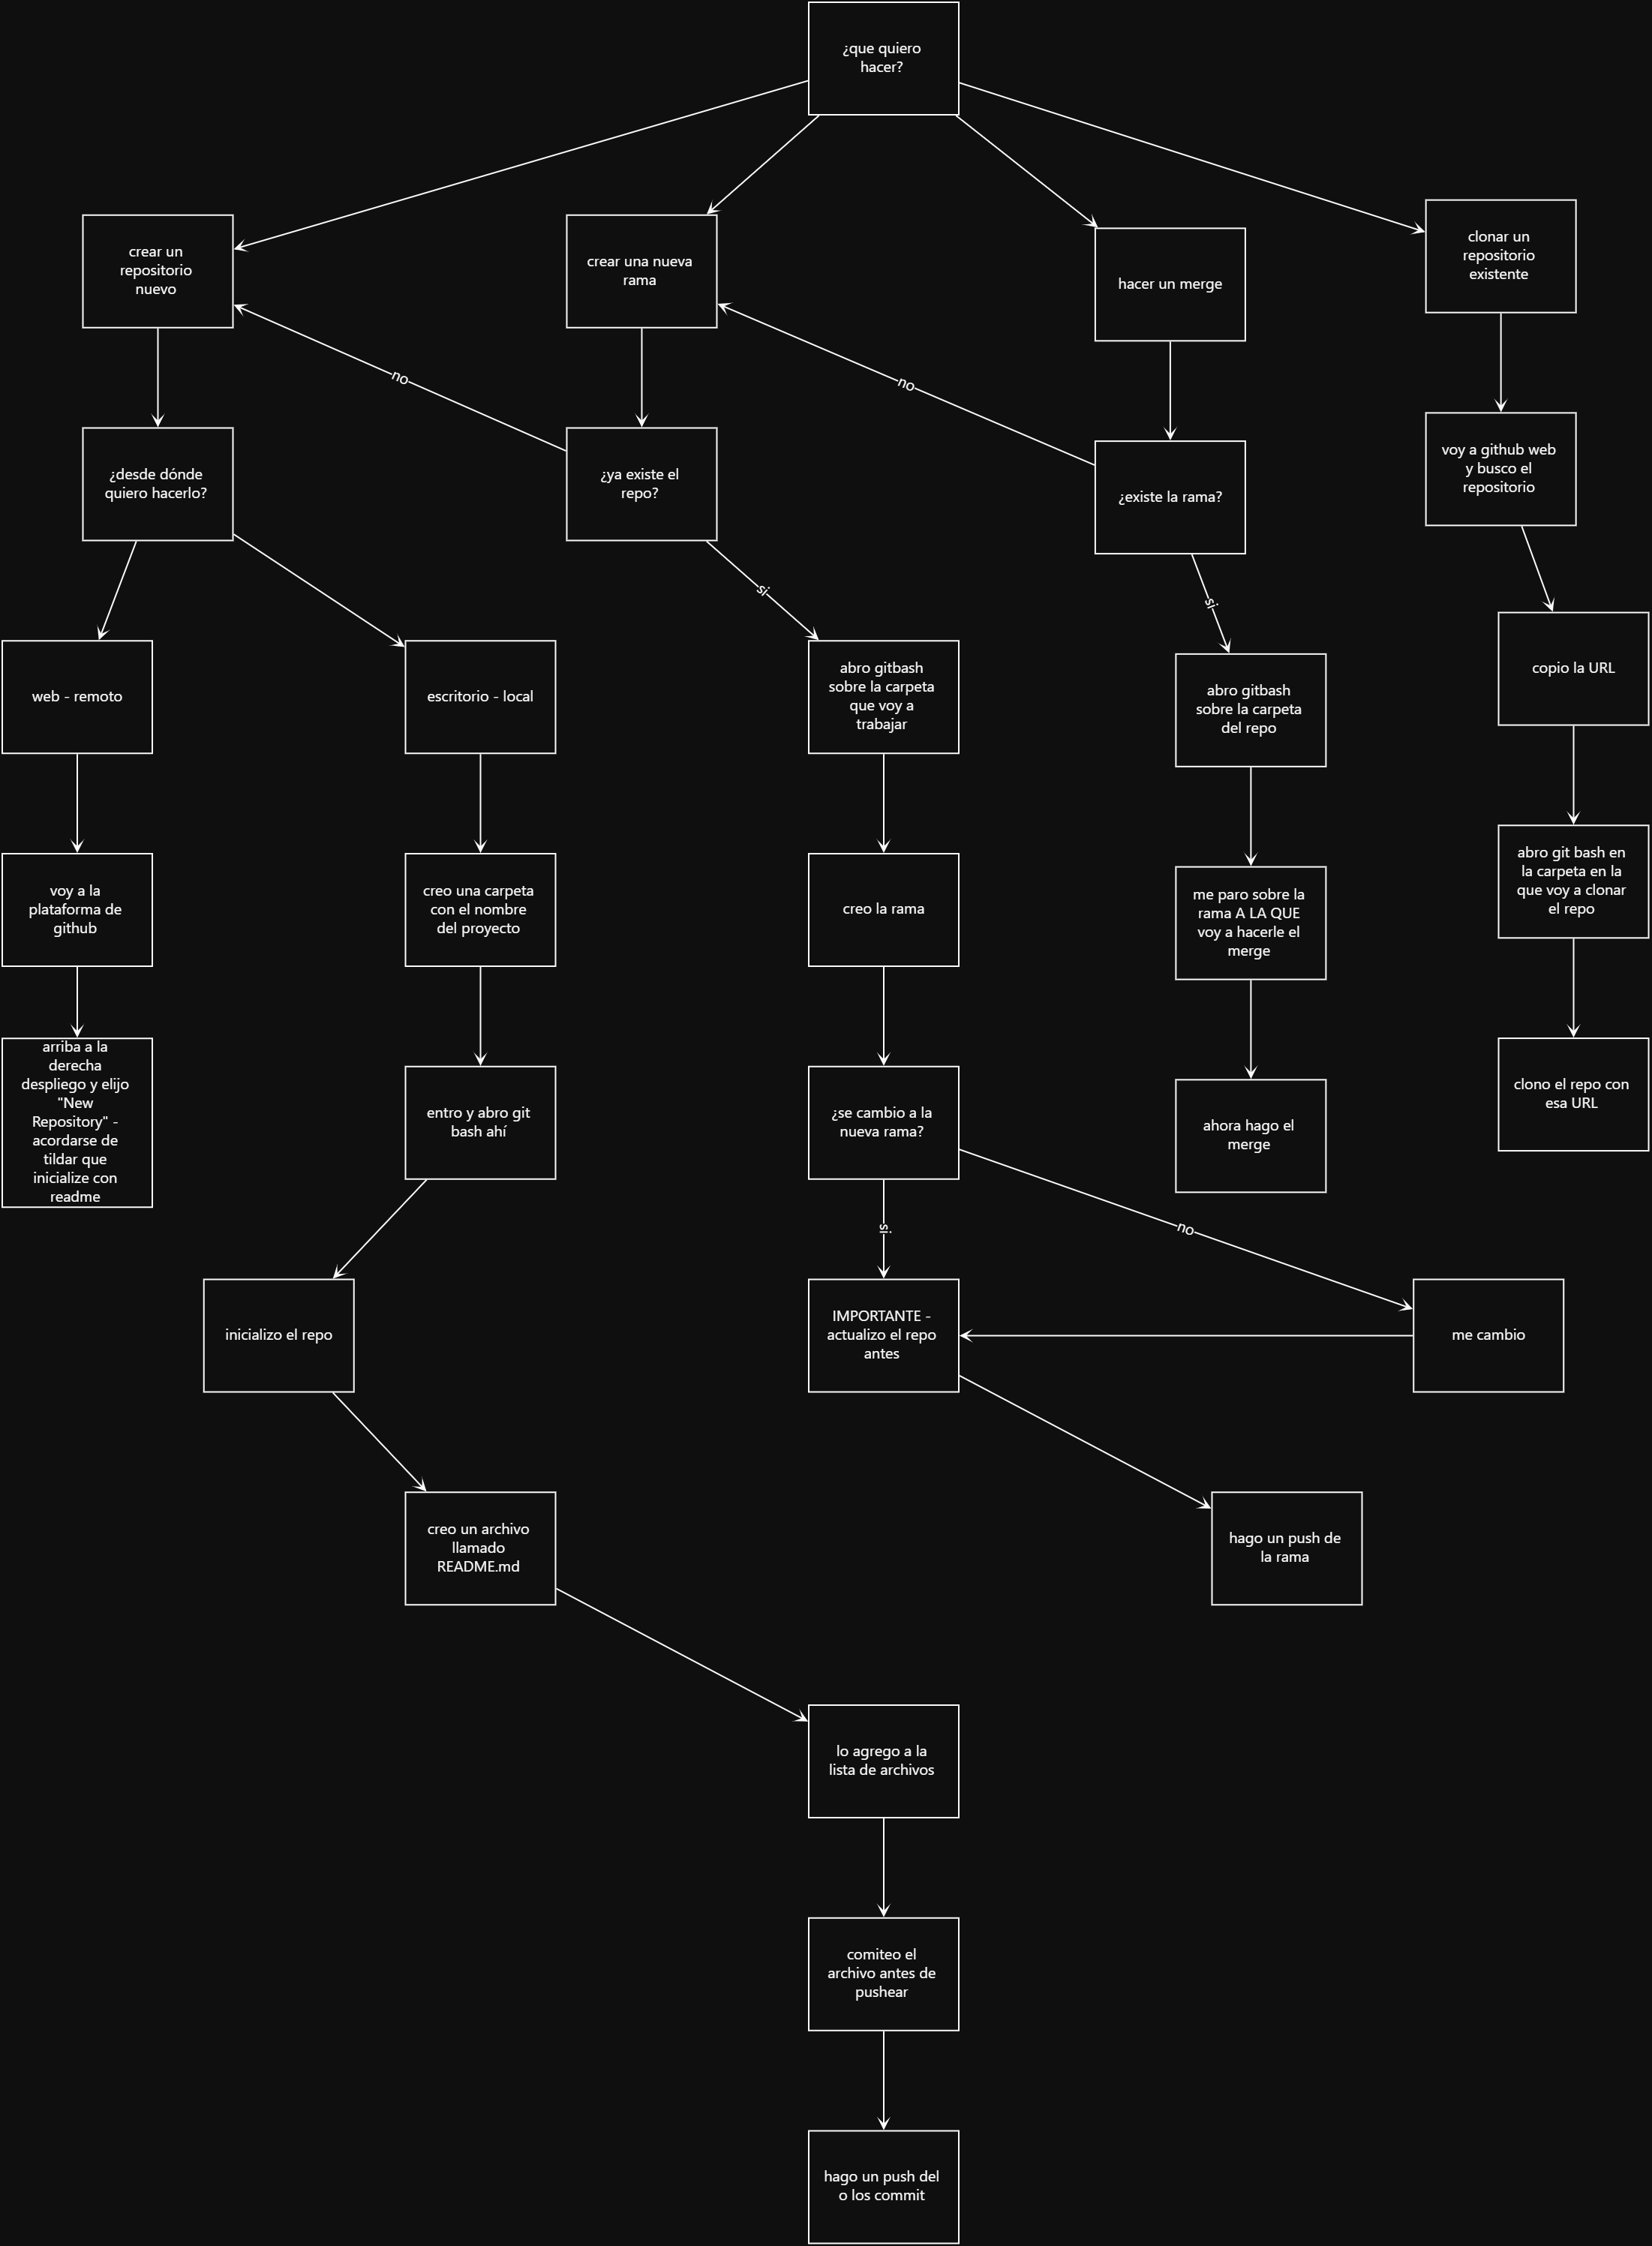 ¿que quiero
hacer?
crear un
repositorio
nuevo
crear una nueva
rama
hacer un merge
clonar un
repositorio
existente
no
no
¿desde dónde
quiero hacerlo?
¿ya existe el
repo?
¿existe la rama?
voy a github web
y busco el
repositorio
si
si
web - remoto
escritorio - local
abro gitbash
sobre la carpeta
que voy a
trabajar
abro gitbash
sobre la carpeta
del repo
copio la URL
voy a la
plataforma de
github
creo una carpeta
con el nombre
del proyecto
creo la rama
me paro sobre la
rama A LA QUE
voy a hacerle el
merge
abro git bash en
la carpeta en la
que voy a clonar
el repo
arriba a la
derecha
despliego y elijo
"New
Repository" -
acordarse de
tildar que
inicialize con
readme
entro y abro git
bash ahí
¿se cambio a la
nueva rama?
ahora hago el
merge
clono el repo con
esa URL
si
no
inicializo el repo
IMPORTANTE -
actualizo el repo
antes
me cambio
creo un archivo
llamado
README.md
hago un push de
la rama
lo agrego a la
lista de archivos
comiteo el
archivo antes de
pushear
hago un push del
o los commit